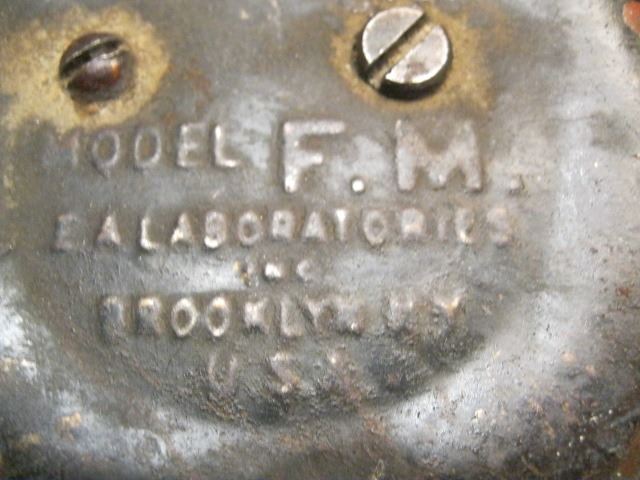 MODEL F.M.
E A LABORATORIES
INC
BROOKLYN, N.Y.
U.S.A.